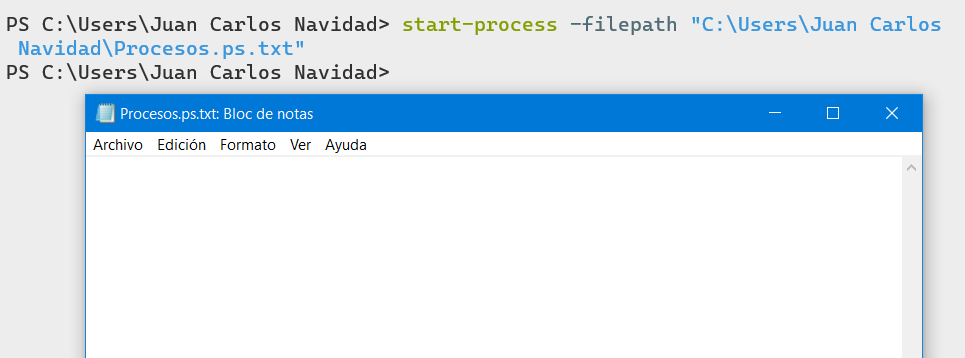 PS C:\Users\Juan Carlos Navidad> start-process -filepath "C:\Users\Juan Carlos
Navidad\Procesos.ps.txt"
PS C:\Users\Juan Carlos Navidad>
Procesos.ps.txt: Bloc de notas
Archivo Edición Formato Ver Ayuda